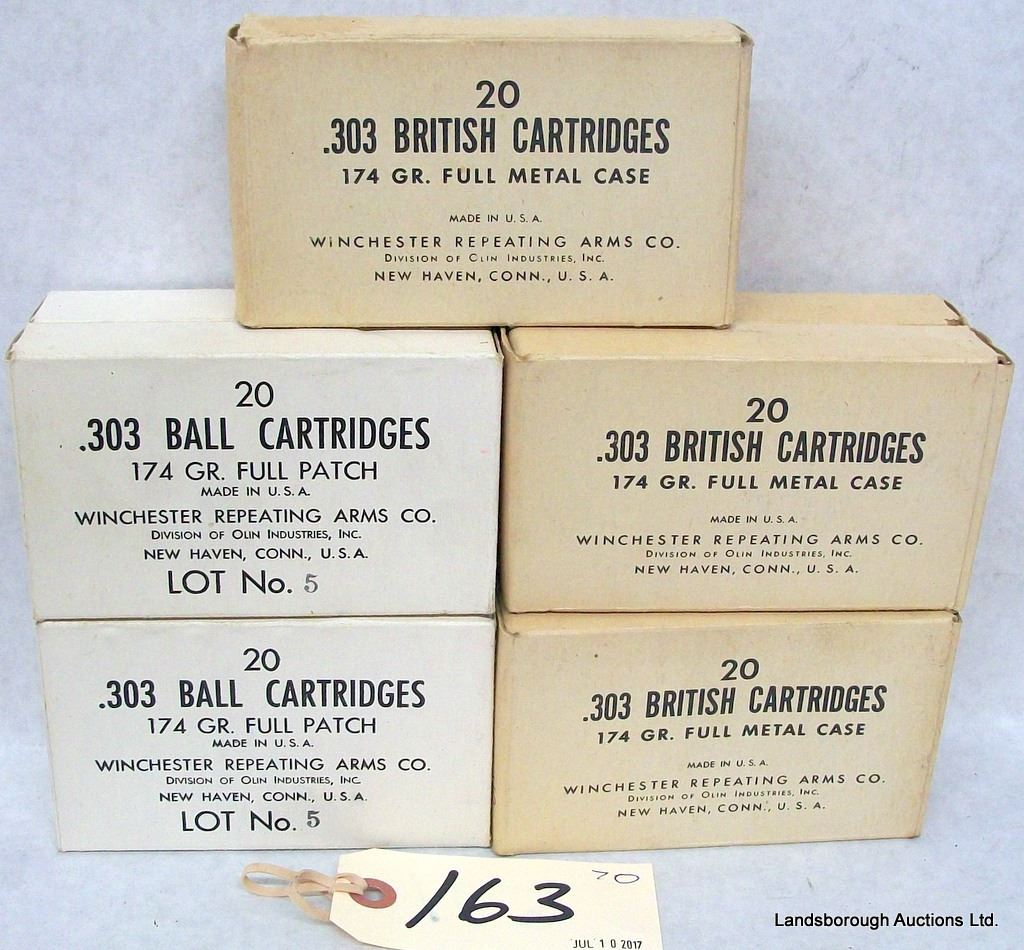 20
.303 BRITISH CARTRIDGES
174 GR. FULL METAL CASE
MADE IN U.S.A.
WINCHESTER REPEATING ARMS CO.
DIVISION OF OLIN INDUSTRIES, INC.
NEW HAVEN, CONN., U.S.A.
20
.303 BALL CARTRIDGES
174 GR. FULL PATCH
MADE IN U.S.A.
WINCHESTER REPEATING ARMS CO.
DIVISION OF OLIN INDUSTRIES, INC.
NEW HAVEN, CONN., U.S.A.
LOT No. 5
20
.303 BRITISH CARTRIDGES
174 GR. FULL METAL CASE
MADE IN U.S.A.
WINCHESTER REPEATING ARMS CO.
DIVISION OF OLIN INDUSTRIES, INC.
NEW HAVEN, CONN., U.S.A.
20
.303 BALL CARTRIDGES
174 GR. FULL PATCH
MADE IN U.S.A.
WINCHESTER REPEATING ARMS CO.
DIVISION OF OLIN INDUSTRIES, INC.
NEW HAVEN, CONN., U.S.A.
LOT No. 5
20
.303 BRITISH CARTRIDGES
174 GR. FULL METAL CASE
MADE IN U.S.A.
WINCHESTER REPEATING ARMS CO.
DIVISION OF OLIN INDUSTRIES, INC.
NEW HAVEN, CONN., U.S.A.
70
163
JUL 10 2017
Landsborough Auctions Ltd.